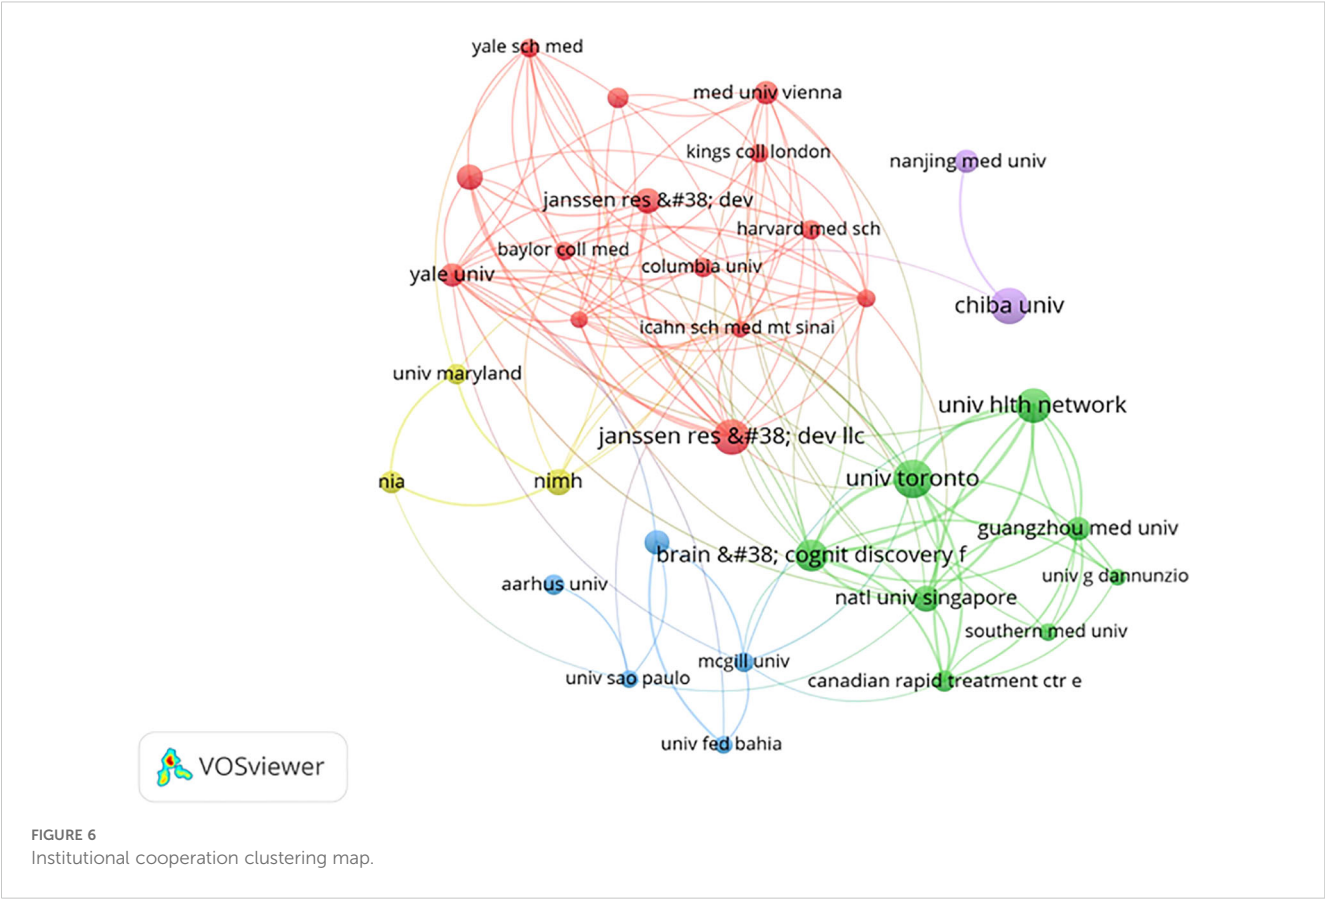 yale sch med
med univ vienna
kings coll london
nanjing med univ
janssen res &#38; dev
harvard med sch
baylor coll med
columbia univ
yale univ
chiba univ
icahn sch med mt sinai
univ maryland
univ hlth network
janssen res &#38; dev llc
nia
nimh
univ toronto
guangzhou med univ
brain &#38; cognit discovery f
univ g dannunzio
aarhus univ
natl univ singapore
southern med univ
mcgill univ
univ sao paulo
canadian rapid treatment ctr e
univ fed bahia
VOSviewer
FIGURE 6
Institutional cooperation clustering map.